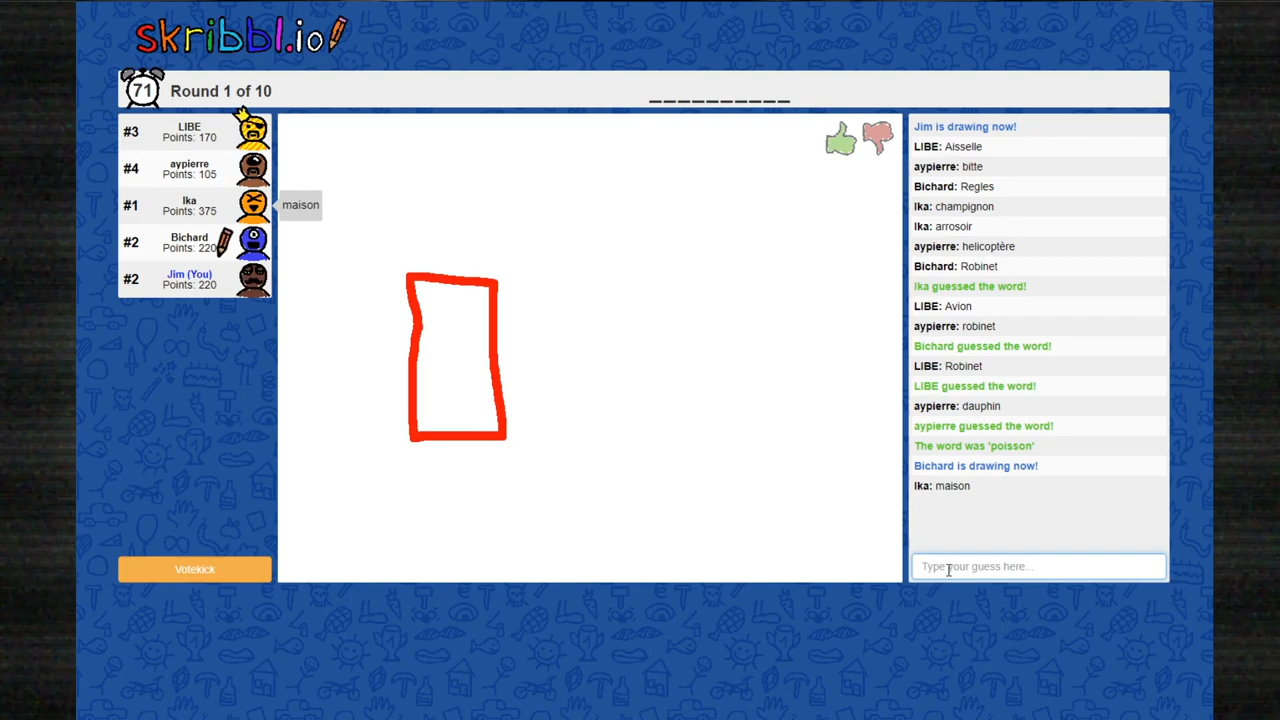 skribbl.io
71
Round 1 of 10
__________
#3
LIBE
Points: 170
#4
aypierre
Points: 105
#1
Ika
Points: 375
maison
#2
Bichard
Points: 220
#2
Jim (You)
Points: 220
Votekick
Jim is drawing now!
LIBE: Aisselle
aypierre: bitte
Bichard: Regles
Ika: champignon
Ika: arrosoir
aypierre: helicoptère
Bichard: Robinet
Ika guessed the word!
LIBE: Avion
aypierre: robinet
Bichard guessed the word!
LIBE: Robinet
LIBE guessed the word!
aypierre: dauphin
aypierre guessed the word!
The word was 'poisson'
Bichard is drawing now!
Ika: maison
Type your guess here...